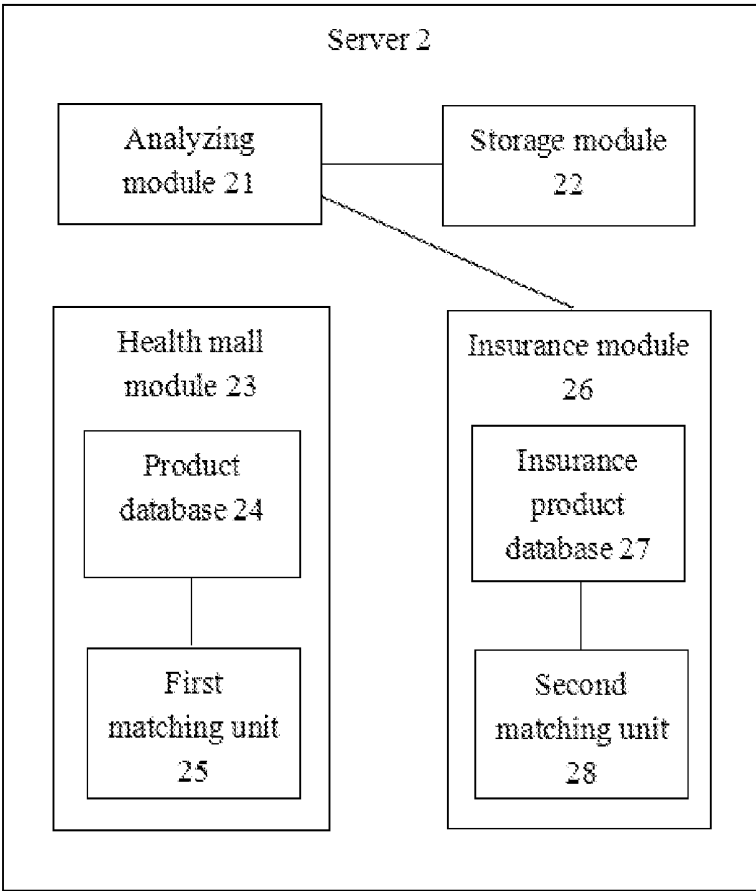 Server 2
Analyzing
module 21
Storage module
22
Health mall
module 23
Product
database 24
First
matching unit
25
Insurance module
26
Insurance
product
database 27
Second
matching unit
28